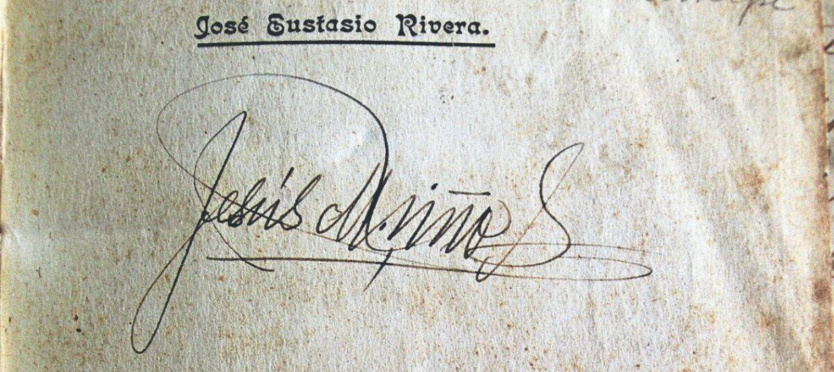 José Eustasio Rivera.
Jesús M. Niño S